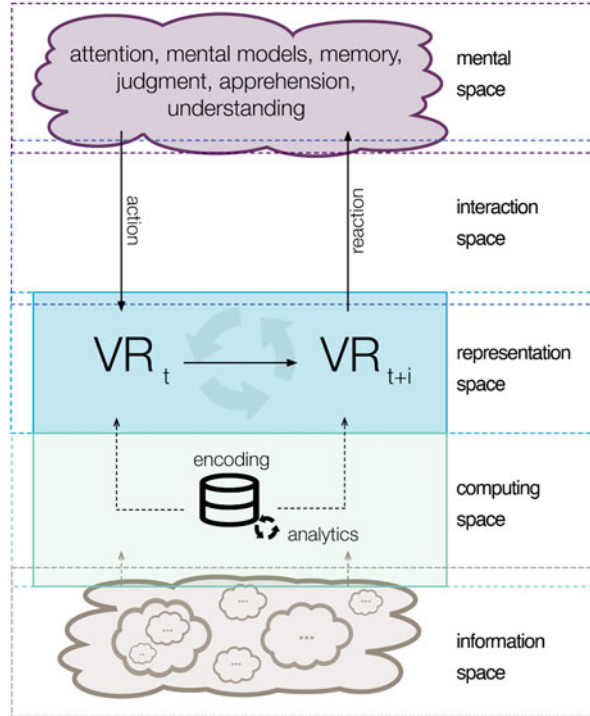 attention, mental models, memory,
judgment, apprehension,
understanding
mental
space
action
reaction
interaction
space
VR t
VR t+i
representation
space
encoding
analytics
computing
space
...
...
...
...
...
...
information
space